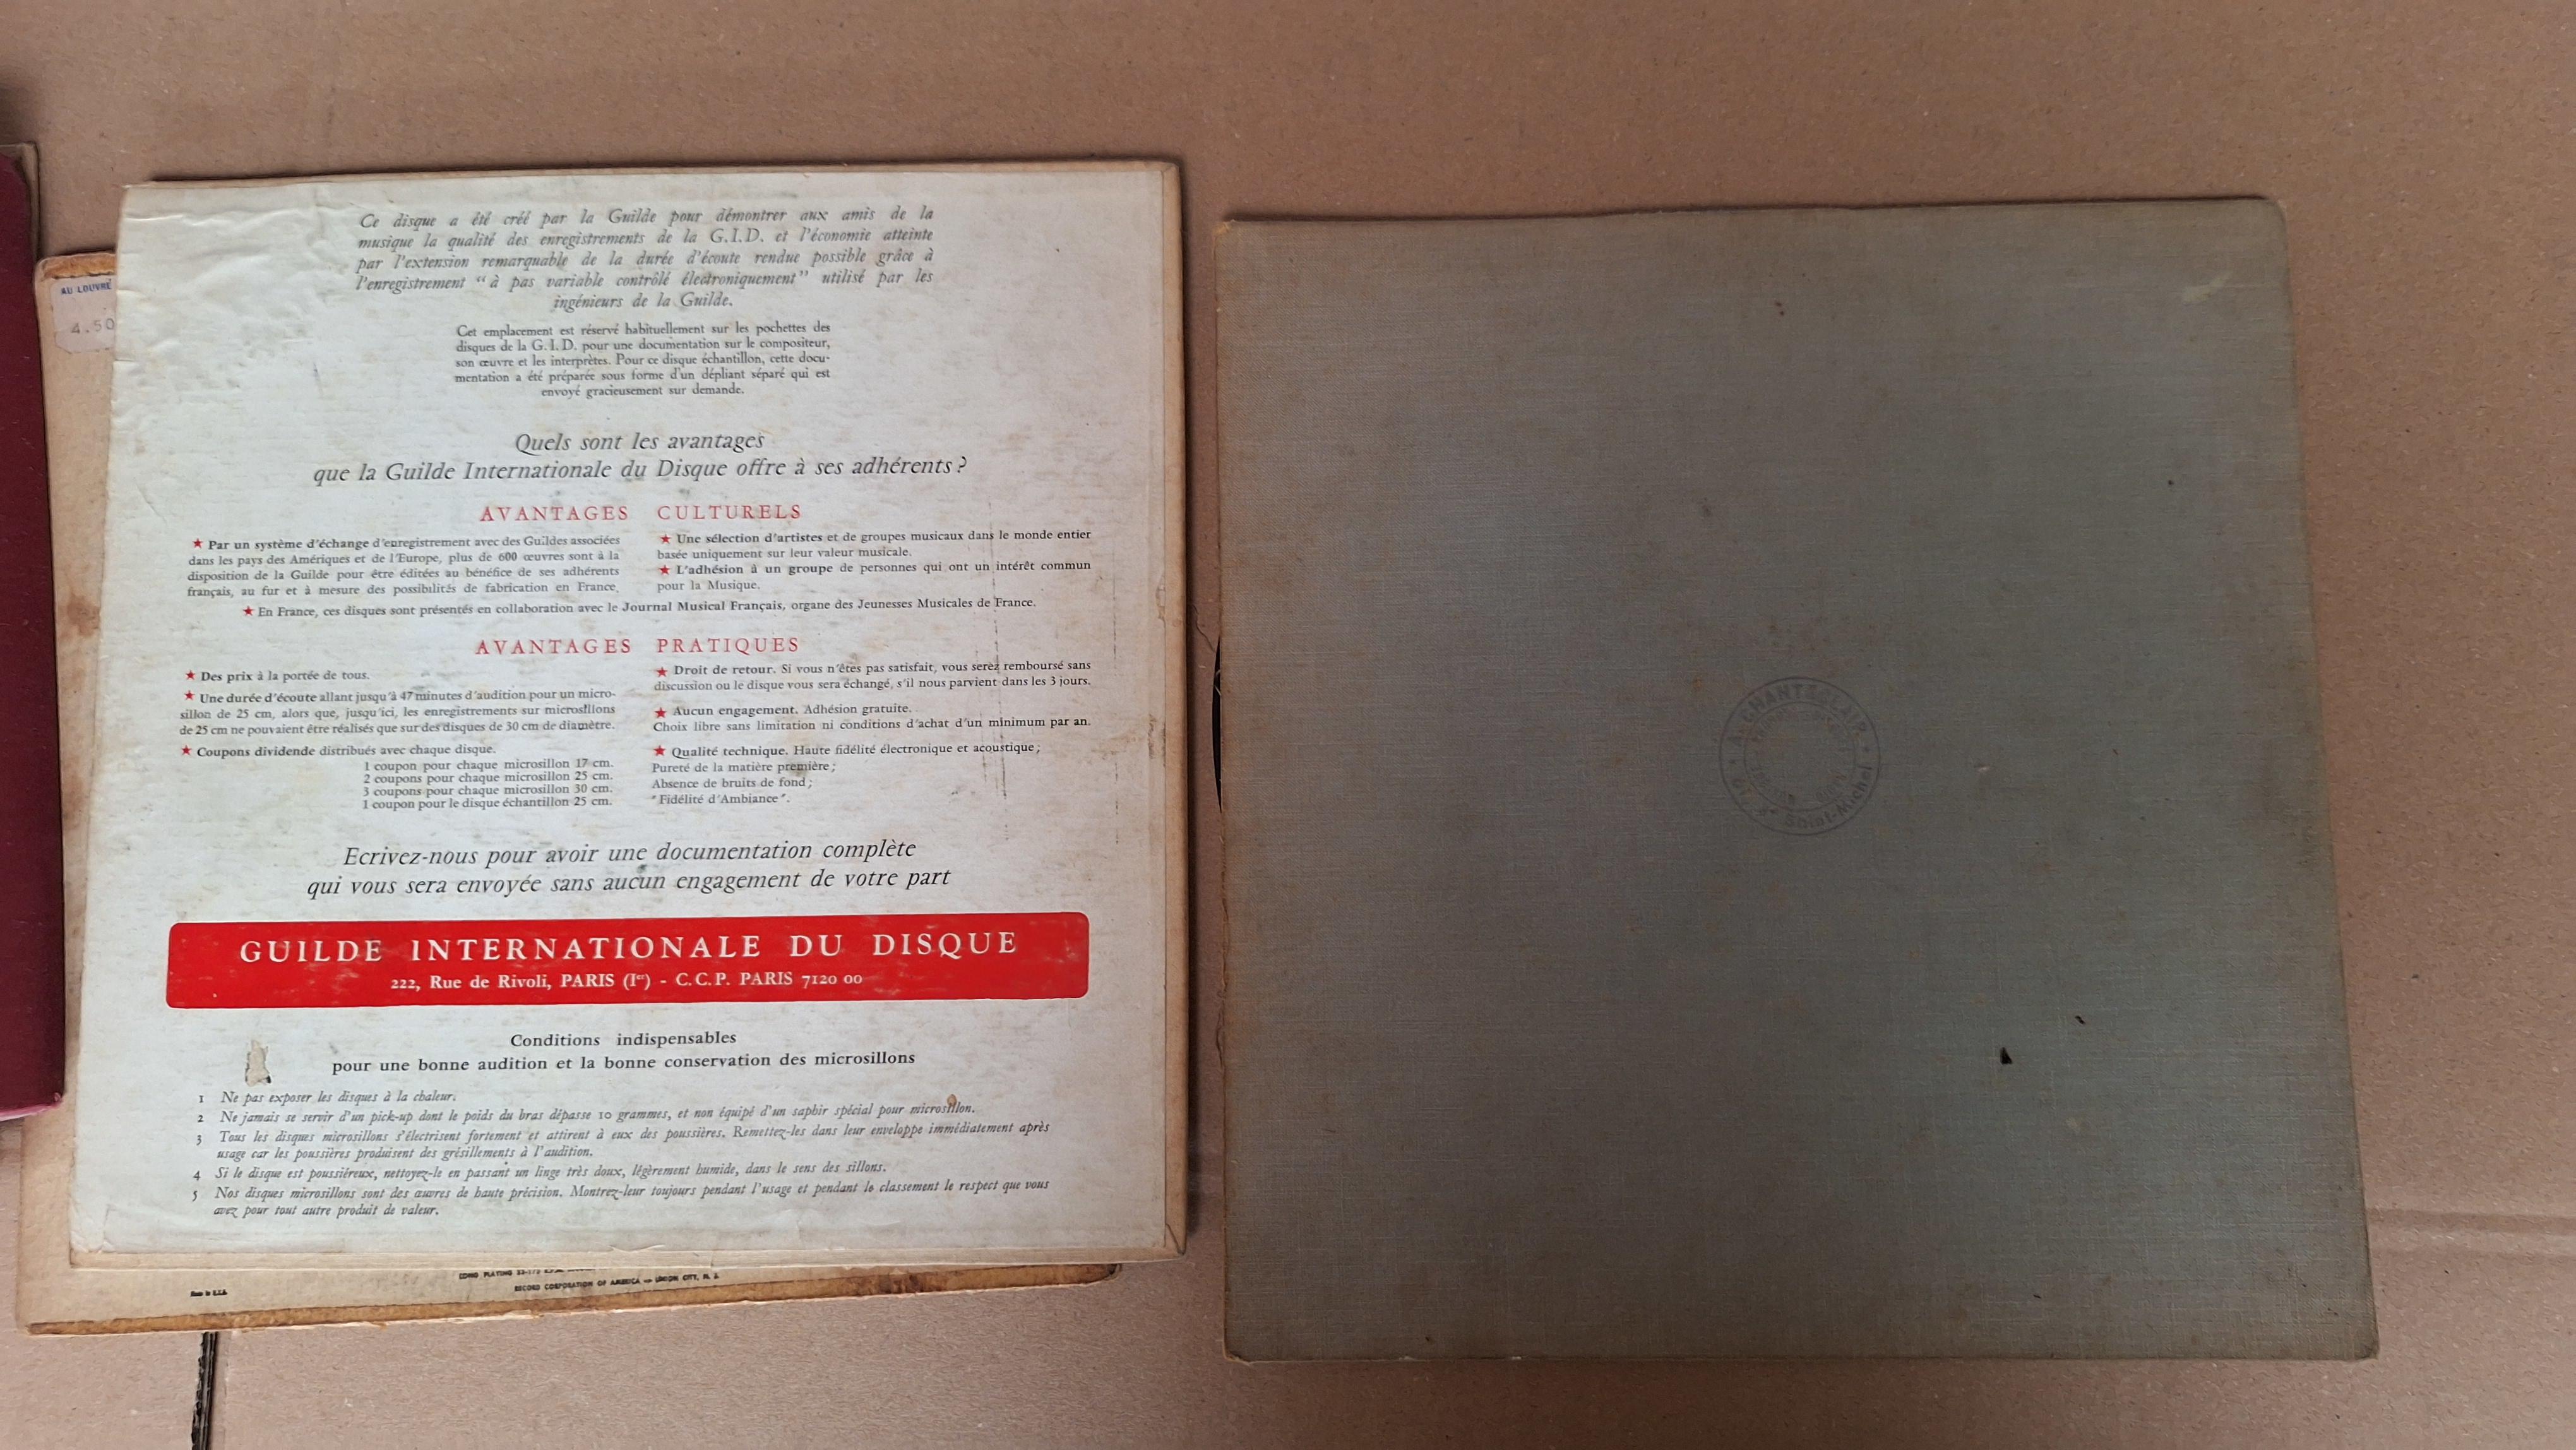 AU LOUVRE
4.50
Ce disque a été créé par la Guilde pour démontrer aux amis de la
musique la qualité des enregistrements de la G.I.D. et l'économie atteinte
par l'extension remarquable de la durée d'écoute rendue possible grâce à
l'enregistrement “à pas variable contrôlé électroniquement” utilisé par les
ingénieurs de la Guilde.
Cet emplacement est réservé habituellement sur les pochettes des
disques de la G.I.D. pour une documentation sur le compositeur,
son œuvre et les interprètes. Pour ce disque échantillon, cette docu-
mentation a été préparée sous forme d'un dépliant séparé qui est
envoyé gracieusement sur demande.
Quels sont les avantages
que la Guilde Internationale du Disque offre à ses adhérents ?
AVANTAGES CULTURELS
★ Par un système d'échange d'enregistrement avec des Guildes associées
dans les pays des Amériques et de l'Europe, plus de 600 œuvres sont à la
disposition de la Guilde pour être éditées au bénéfice de ses adhérents
français, au fur et à mesure des possibilités de fabrication en France.
★ Une sélection d'artistes et de groupes musicaux dans le monde entier
basée uniquement sur leur valeur musicale.
★ L'adhésion à un groupe de personnes qui ont un intérêt commun
pour la Musique.
★ En France, ces disques sont présentés en collaboration avec le Journal Musical Français, organe des Jeunesses Musicales de France.
AVANTAGES PRATIQUES
★ Des prix à la portée de tous.
★ Une durée d'écoute allant jusqu'à 47 minutes d'audition pour un micro-
sillon de 25 cm, alors que, jusqu'ici, les enregistrements sur microsillons
de 25 cm ne pouvaient être réalisés que sur des disques de 30 cm de diamètre.
★ Coupons dividende distribués avec chaque disque.
1 coupon pour chaque microsillon 17 cm.
2 coupons pour chaque microsillon 25 cm.
3 coupons pour chaque microsillon 30 cm.
1 coupon pour le disque échantillon 25 cm.
★ Droit de retour. Si vous n'êtes pas satisfait, vous serez remboursé sans
discussion ou le disque vous sera échangé, s'il nous parvient dans les 3 jours.
★ Aucun engagement. Adhésion gratuite.
Choix libre sans limitation ni conditions d'achat d'un minimum par an.
★ Qualité technique. Haute fidélité électronique et acoustique ;
Pureté de la matière première ;
Absence de bruits de fond ;
"Fidélité d'Ambiance".
Ecrivez-nous pour avoir une documentation complète
qui vous sera envoyée sans aucun engagement de votre part
GUILDE INTERNATIONALE DU DISQUE
222, Rue de Rivoli, PARIS (Ier) - C.C.P. PARIS 7120 00
Conditions indispensables
pour une bonne audition et la bonne conservation des microsillons
1 Ne pas exposer les disques à la chaleur.
2 Ne jamais se servir d'un pick-up dont le poids du bras dépasse 10 grammes, et non équipé d'un saphir spécial pour microsillon.
3 Tous les disques microsillons s'électrisent fortement et attirent à eux des poussières. Remettez-les dans leur enveloppe immédiatement après
usage car les poussières produisent des grésillements à l'audition.
4 Si le disque est poussiéreux, nettoyez-le en passant un linge très doux, légèrement humide, dans le sens des sillons.
5 Nos disques microsillons sont des œuvres de haute précision. Montrez-leur toujours pendant l'usage et pendant le classement le respect que vous
avez pour tout autre produit de valeur.
LONG PLAYING 33-1/3
RECORD CORPORATION OF AMERICA — UNION CITY, N. J.
CHANTECLAIR
Saint-Michel